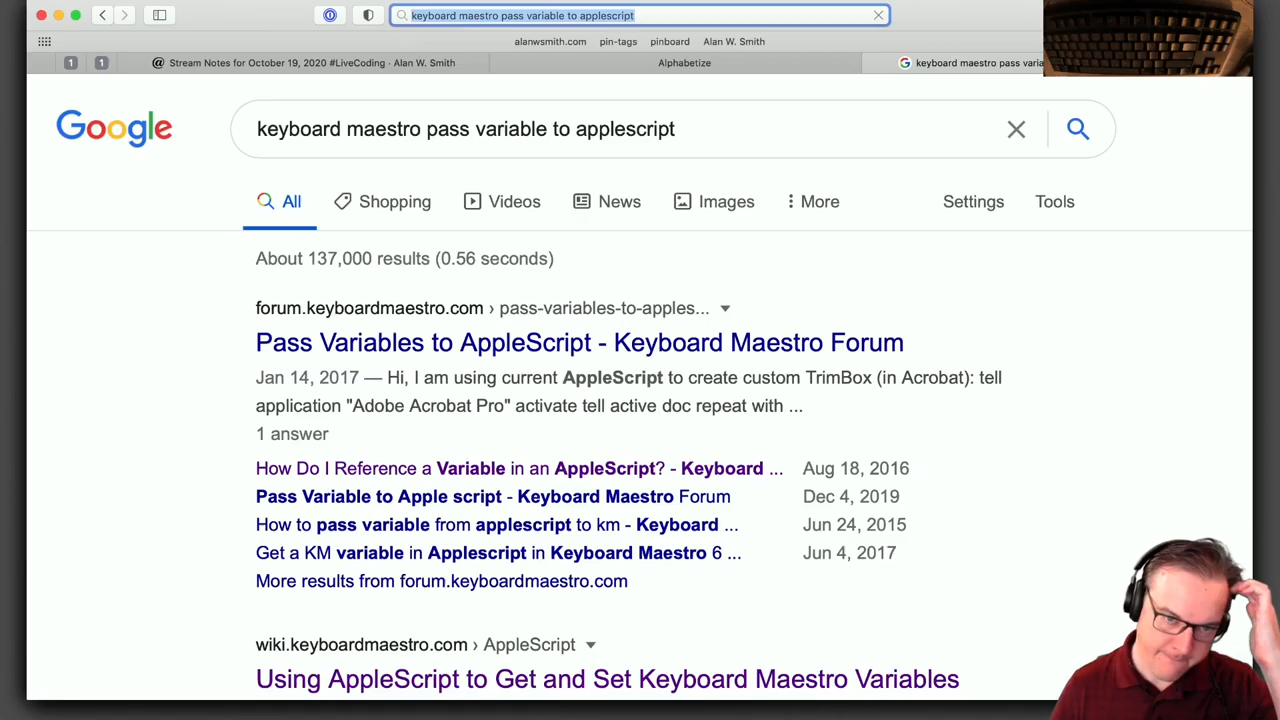 keyboard maestro pass variable to applescript
alanwsmith.com pin-tags pinboard Alan W. Smith
1 1 @ Stream Notes for October 19, 2020 #LiveCoding · Alan W. Smith Alphabetize G keyboard maestro pass varia
Google keyboard maestro pass variable to applescript
All Shopping Videos News Images More Settings Tools
About 137,000 results (0.56 seconds)
forum.keyboardmaestro.com › pass-variables-to-apples...
Pass Variables to AppleScript - Keyboard Maestro Forum
Jan 14, 2017 — Hi, I am using current AppleScript to create custom TrimBox (in Acrobat): tell
application "Adobe Acrobat Pro" activate tell active doc repeat with ...
1 answer
How Do I Reference a Variable in an AppleScript? - Keyboard ... Aug 18, 2016
Pass Variable to Apple script - Keyboard Maestro Forum Dec 4, 2019
How to pass variable from applescript to km - Keyboard ... Jun 24, 2015
Get a KM variable in Applescript in Keyboard Maestro 6 ... Jun 4, 2017
More results from forum.keyboardmaestro.com
wiki.keyboardmaestro.com › AppleScript
Using AppleScript to Get and Set Keyboard Maestro Variables